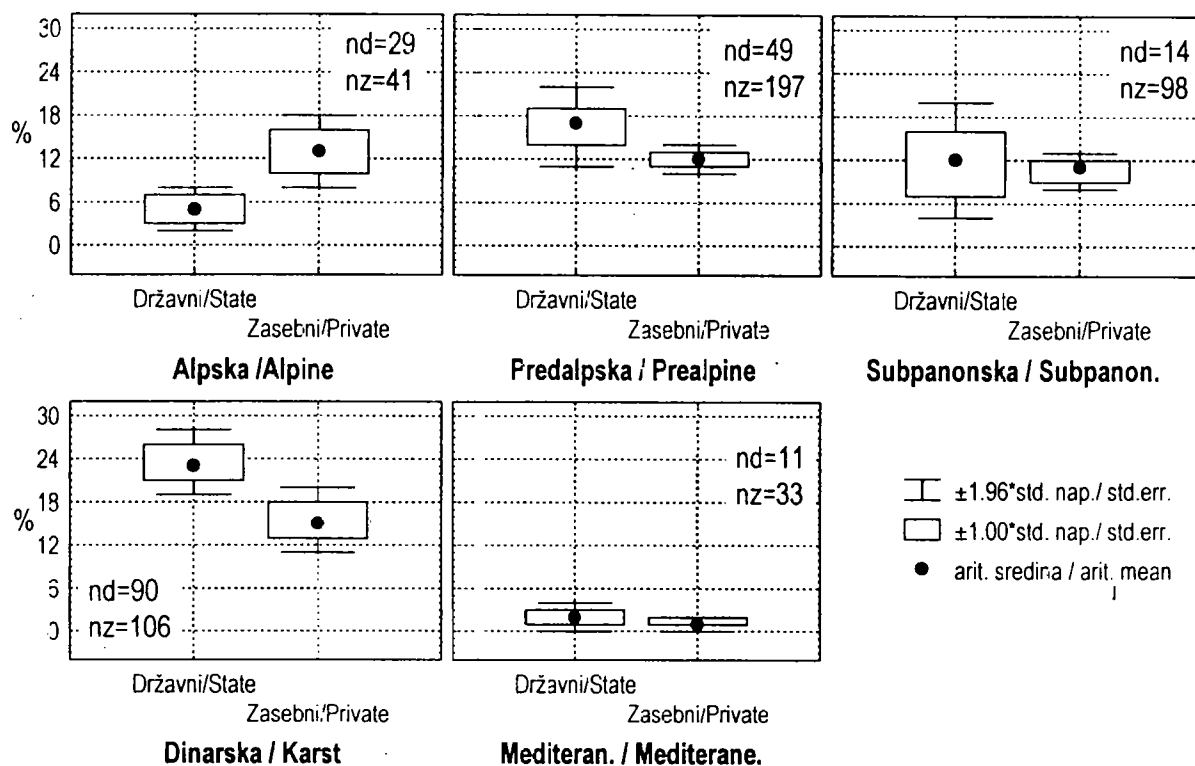 30
24
18
12
6
0
%
nd=29
nz=41
Državni/State
Zasebni/Private
Alpska /Alpine
nd=49
nz=197
Državni/State
Zasebni/Private
Predalpska / Prealpine
nd=14
nz=98
Državni/State
Zasebni/Private
Subpanonska / Subpanon.
30
24
18
12
6
0
%
nd=90
nz=106
Državni/State
Zasebni/Private
Dinarska / Karst
nd=11
nz=33
Državni/State
Zasebni/Private
Mediteran. / Mediterane.
±1.96*std. nap./ std.err.
±1.00*std. nap./ std.err.
arit. sredina / arit. mean